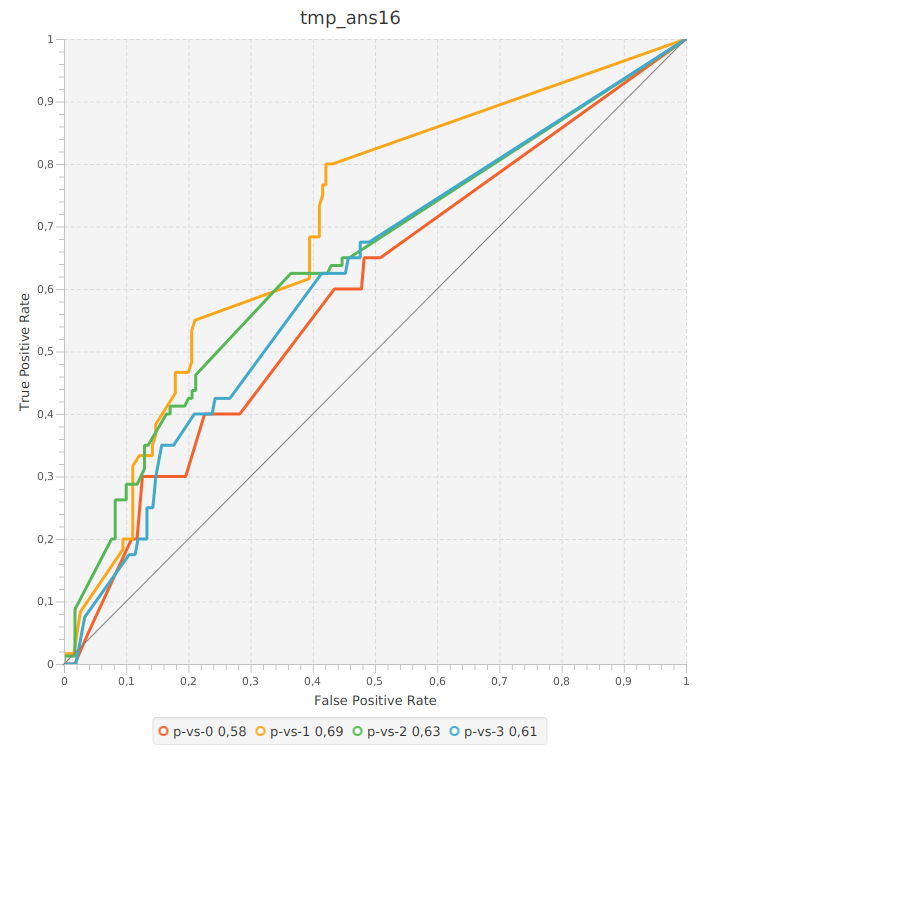 tmp_ans16
1
0,9
0,8
0,7
0,6
0,5
0,4
0,3
0,2
0,1
0
True Positive Rate
0 0,1 0,2 0,3 0,4 0,5 0,6 0,7 0,8 0,9 1
False Positive Rate
p-vs-0 0,58 p-vs-1 0,69 p-vs-2 0,63 p-vs-3 0,61